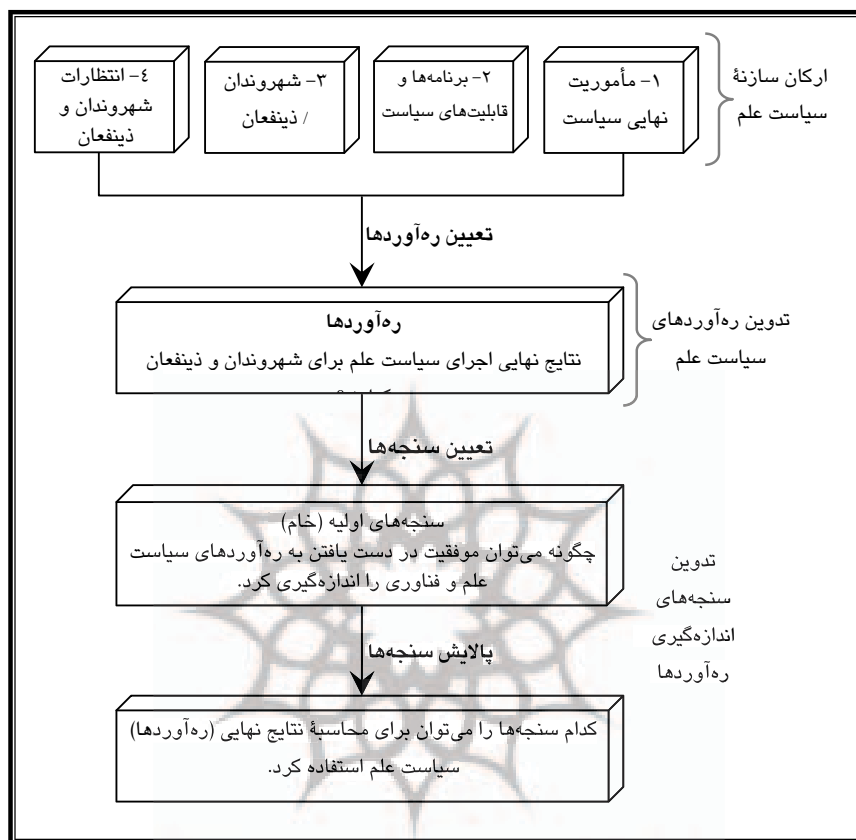 ارکان سازنۀ
سیاست علم
۱- مأموریت
نهایی سیاست
۲- برنامه‌ها و
قابلیت‌های سیاست
۳- شهروندان
/ ذینفعان
٤- انتظارات
شهروندان و
ذینفعان
تعیین ره‌آوردها
تدوین ره‌آوردهای
سیاست علم
ره‌آوردها
نتایج نهایی اجرای سیاست علم برای شهروندان و ذینفعان
تعیین سنجه‌ها
سنجه‌های اولیه (خام)
چگونه می‌توان موفقیت در دست یافتن به ره‌آوردهای سیاست
علم و فناوری را اندازه‌گیری کرد.
تدوین
سنجه‌های
اندازه‌گیری
ره‌آوردها
پالایش سنجه‌ها
کدام سنجه‌ها را می‌توان برای محاسبۀ نتایج نهایی (ره‌آوردها)
سیاست علم استفاده کرد.